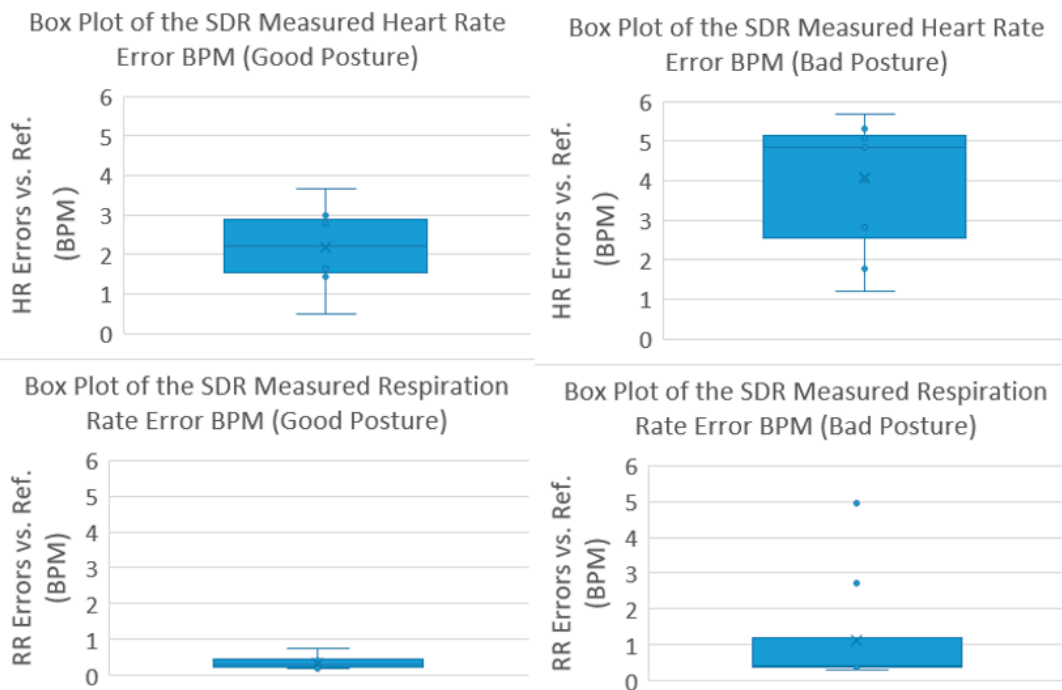 Box Plot of the SDR Measured Heart Rate
Error BPM (Good Posture)
HR Errors vs. Ref.
(BPM )
6
5
4
3
2
1
0
Box Plot of the SDR Measured Heart Rate
Error BPM (Bad Posture)
HR Errors vs. Ref.
(BPM )
6
5
4
3
2
1
0
Box Plot of the SDR Measured Respiration
Rate Error BPM (Good Posture)
RR Errors vs. Ref.
(BPM)
6
5
4
3
2
1
0
Box Plot of the SDR Measured Respiration
Rate Error BPM (Bad Posture)
RR Errors vs. Ref.
(BPM)
6
5
4
3
2
1
0